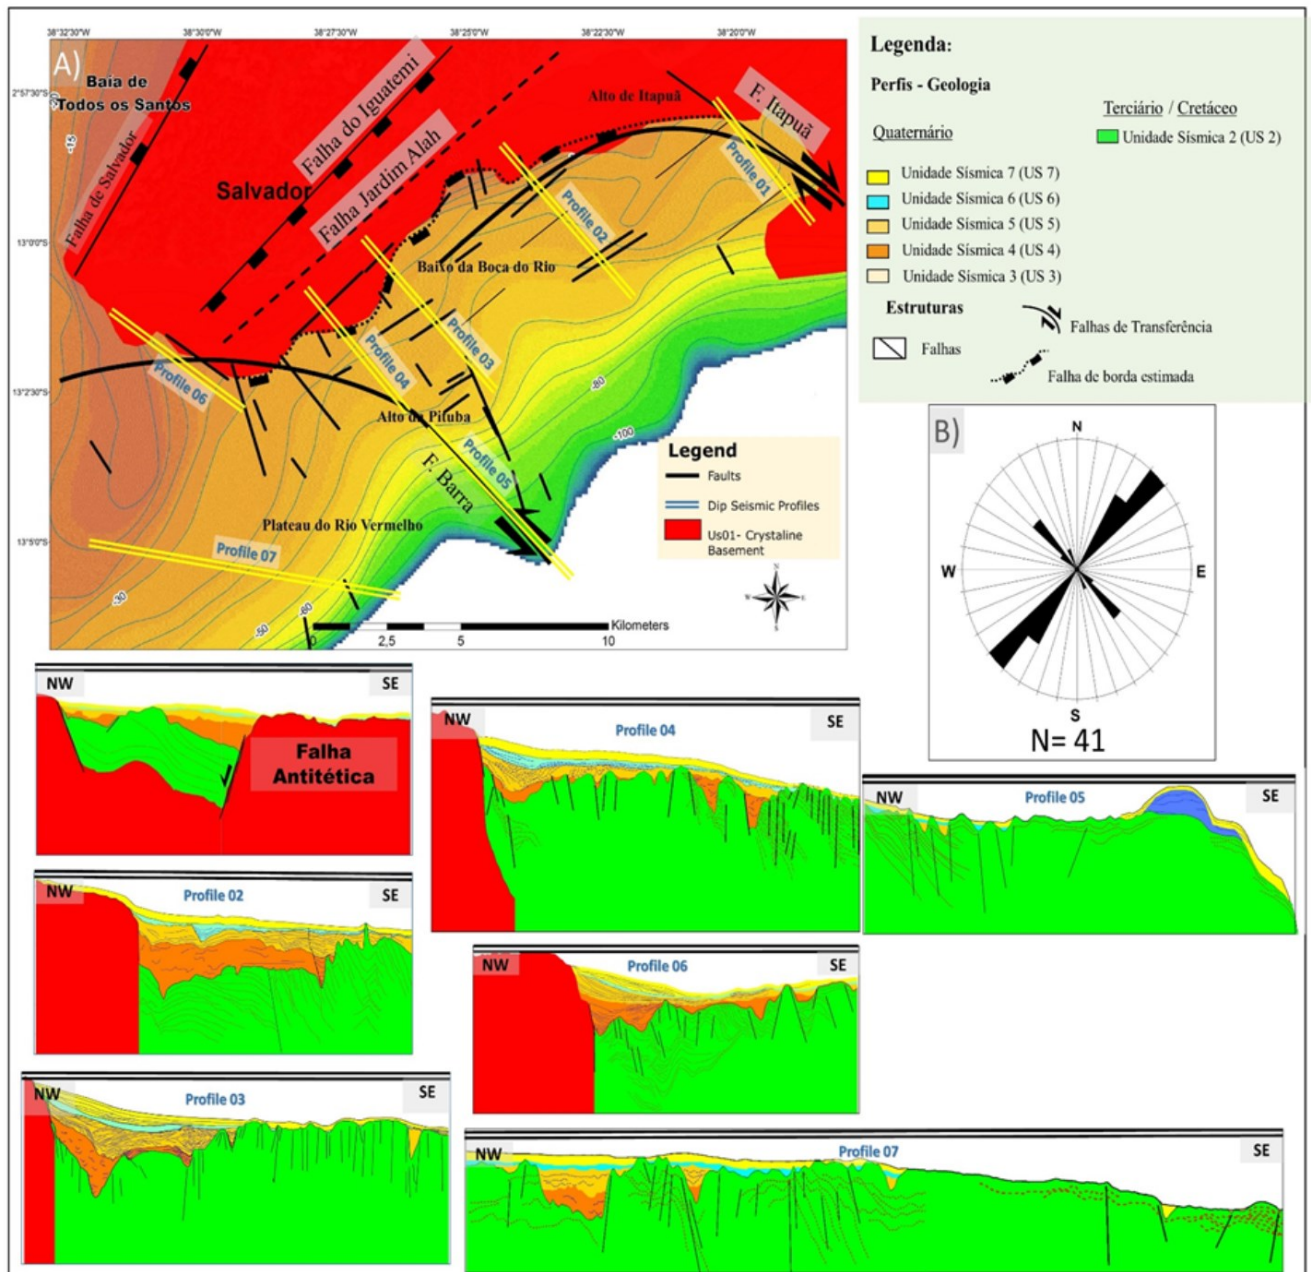 38°32'30"W 38°30'0"W 38°27'30"W 38°25'0"W 38°22'30"W 38°20'0"W
A)
Baia de
Todos os Santos
2°57'30"S
13°0'0"S
13°2'30"S
13°5'0"S
-15
Falha de Salvador
Salvador
Falha do Iguatemi
Falha Jardim Alah
Alto de Itapuã
F. Itapuã
Profile 01
Profile 02
Baixo da Boca do Rio
Profile 03
Profile 04
Profile 06
Alto da Pituba
Profile 05
F. Barra
Plateau do Rio Vermelho
Profile 07
-80
-100
-30
-50
-60
Legend
Faults
Dip Seismic Profiles
Us01- Crystaline
Basement
N
W E
S
0 2,5 5 10 Kilometers
Legenda:
Perfis - Geologia
Quaternário
Unidade Sísmica 7 (US 7)
Unidade Sísmica 6 (US 6)
Unidade Sísmica 5 (US 5)
Unidade Sísmica 4 (US 4)
Unidade Sísmica 3 (US 3)
Terciário / Cretáceo
Unidade Sísmica 2 (US 2)
Estruturas
Falhas
Falhas de Transferência
Falha de borda estimada
B)
N
W E
S
N= 41
NW SE
Falha
Antitética
NW Profile 02 SE
NW Profile 03 SE
NW Profile 04 SE
NW Profile 05 SE
NW Profile 06 SE
NW Profile 07 SE